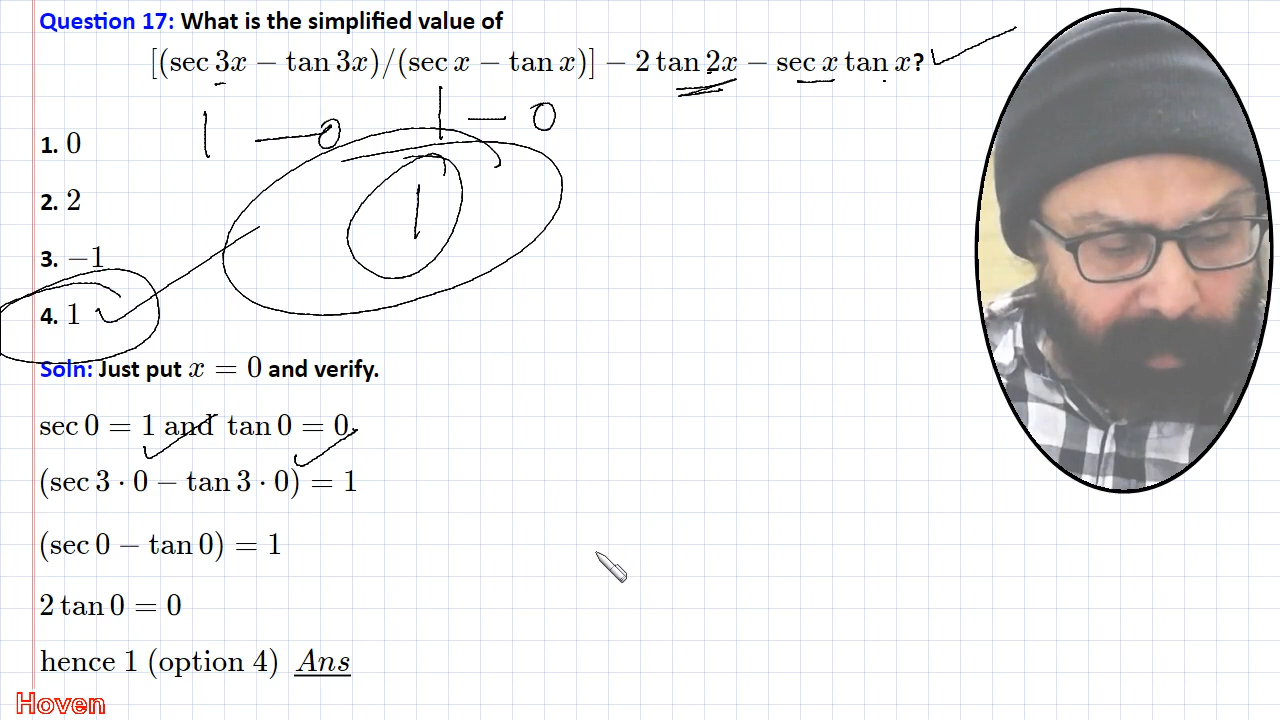 Question 17: What is the simplified value of
[(sec 3x − tan 3x)/(sec x − tan x)] − 2 tan 2x − sec x tan x?
1 — 0
1 — 0
1. 0
1
2. 2
3. −1
4. 1
Soln: Just put x = 0 and verify.
sec 0 = 1 and tan 0 = 0.
(sec 3 · 0 − tan 3 · 0) = 1
(sec 0 − tan 0) = 1
2 tan 0 = 0
hence 1 (option 4) Ans
Hoven